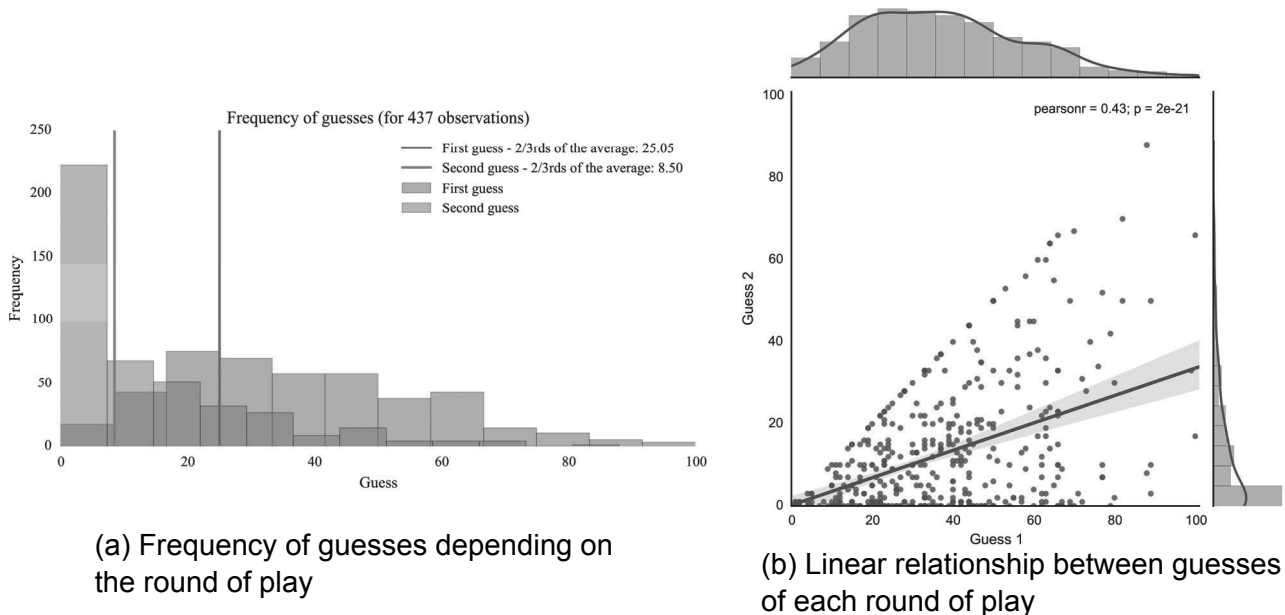 Frequency of guesses (for 437 observations)
First guess - 2/3rds of the average: 25.05
Second guess - 2/3rds of the average: 8.50
First guess
Second guess
250
200
150
100
50
0
Frequency
0 20 40 60 80 100
Guess
(a) Frequency of guesses depending on
the round of play
pearsonr = 0.43; p = 2e-21
100
80
60
40
20
0
Guess 2
0 20 40 60 80 100
Guess 1
(b) Linear relationship between guesses
of each round of play